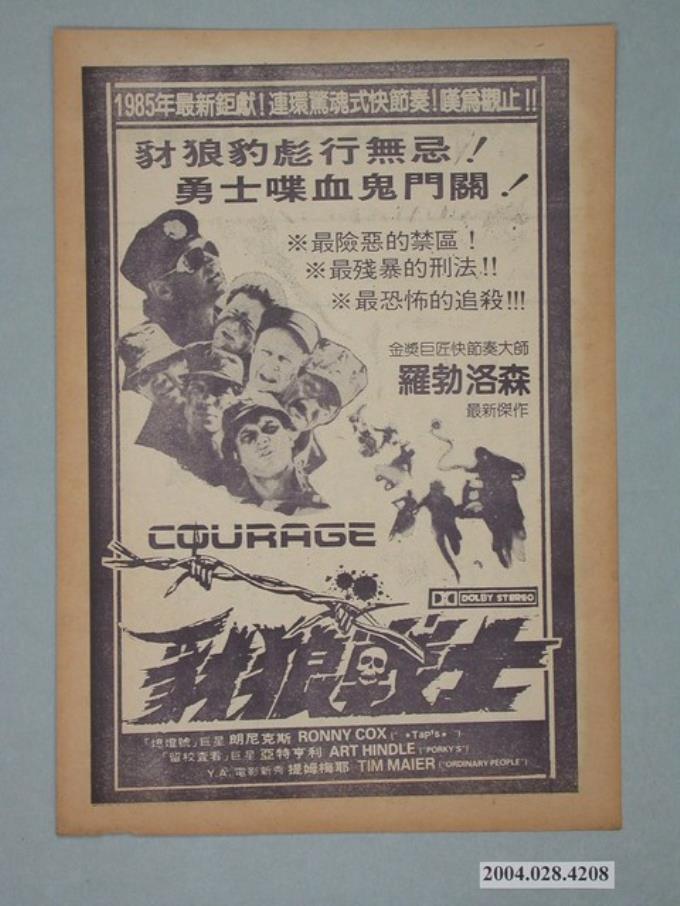 1985年最新鉅獻!連環驚魂式快節奏!嘆為觀止!!
豺狼豹彪行無忌!
勇士喋血鬼門關!
※最險惡的禁區!
※最殘暴的刑法!!
※最恐怖的追殺!!!
金獎巨匠快節奏大師
羅勃洛森
最新傑作
COURAGE
DOLBY STEREO
豺狼戰士
「熄燈號」巨星 朗尼克斯 RONNY COX ("Tap's")
「留校查看」巨星 亞特亨利 ART HINDLE ("PORKY'S")
Y.A.電影新秀 提姆梅耶 TIM MAIER ("ORDINARY PEOPLE")
2004.028.4208